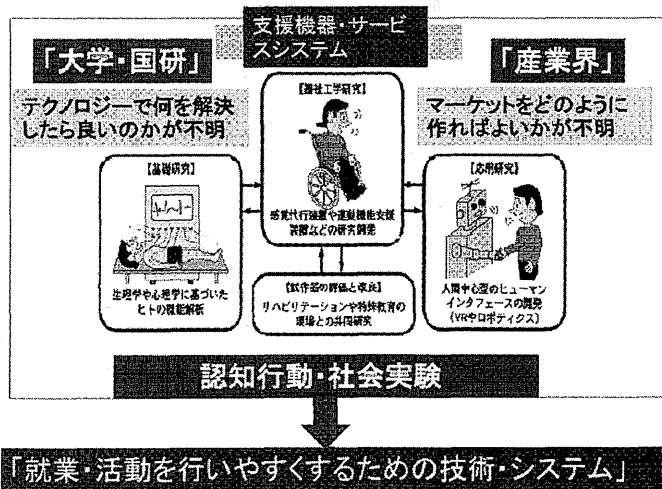 支援機器・サービ
スシステム
「大学・国研」
「産業界」
テクノロジーで何を解決
したら良いのかが不明
マーケットをどのように
作ればよいかが不明
【福祉工学研究】
感覚代行装置や運動機能支援
装置などの研究開発
【基礎研究】
生理学や心理学に基づいた
ヒトの機能解析
【応用研究】
人間中心型のヒューマン
インタフェースの開発
(VRやロボティクス)
【試作器の評価と改良】
リハビリテーションや特殊教育の
現場との共同研究
認知行動・社会実験
「就業・活動を行いやすくするための技術・システム」